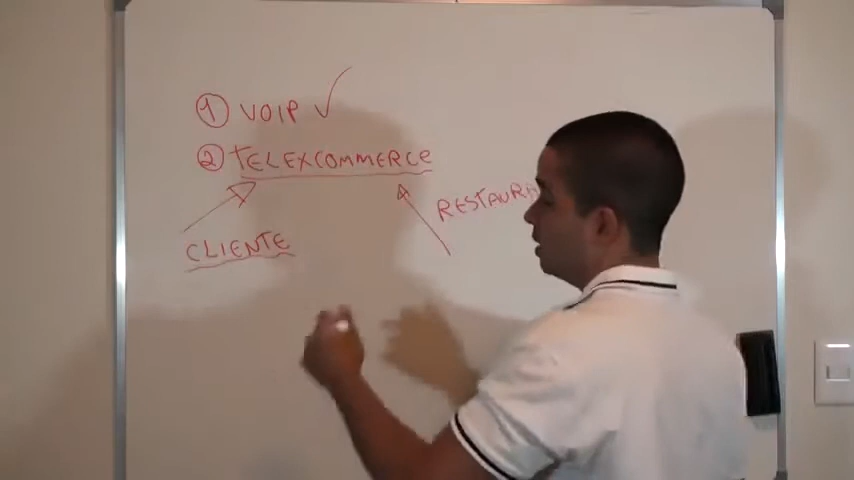 ① VOIP ✓
② TELEXCOMMERCE
CLIENTE